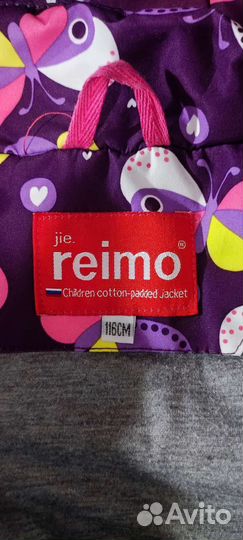 jie.
reimo®
Children cotton-padded jacket
116CM
Avito